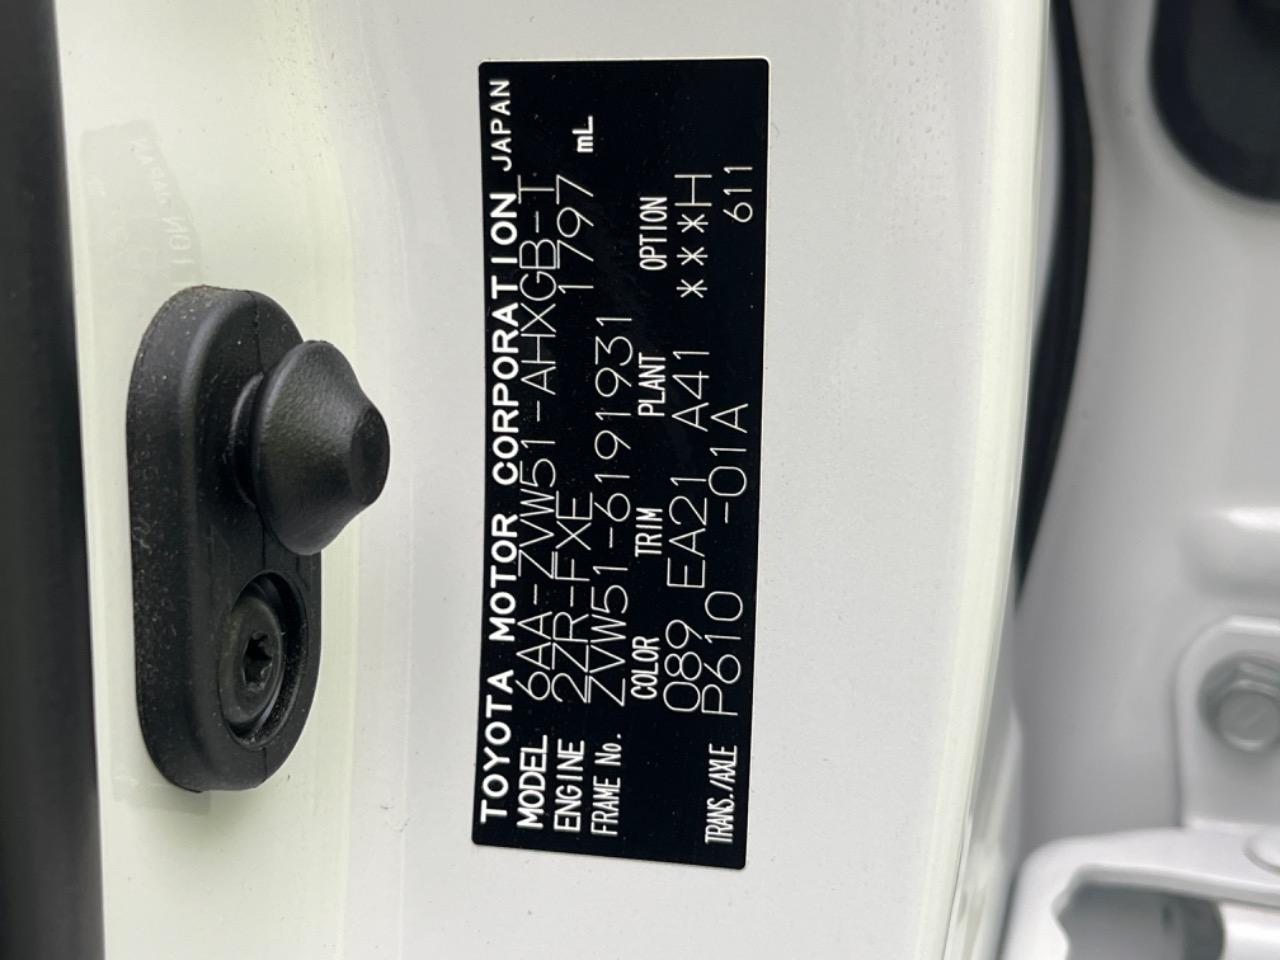 TOYOTA MOTOR CORPORATION JAPAN
MODEL 6AA-ZVW51-AHXGB-T
ENGINE 2ZR-FXE 1797 mL
FRAME No. ZVW51-6191931
COLOR TRIM PLANT OPTION
089 EA21 A41 ***H
TRANS./AXLE P610 -01A 611